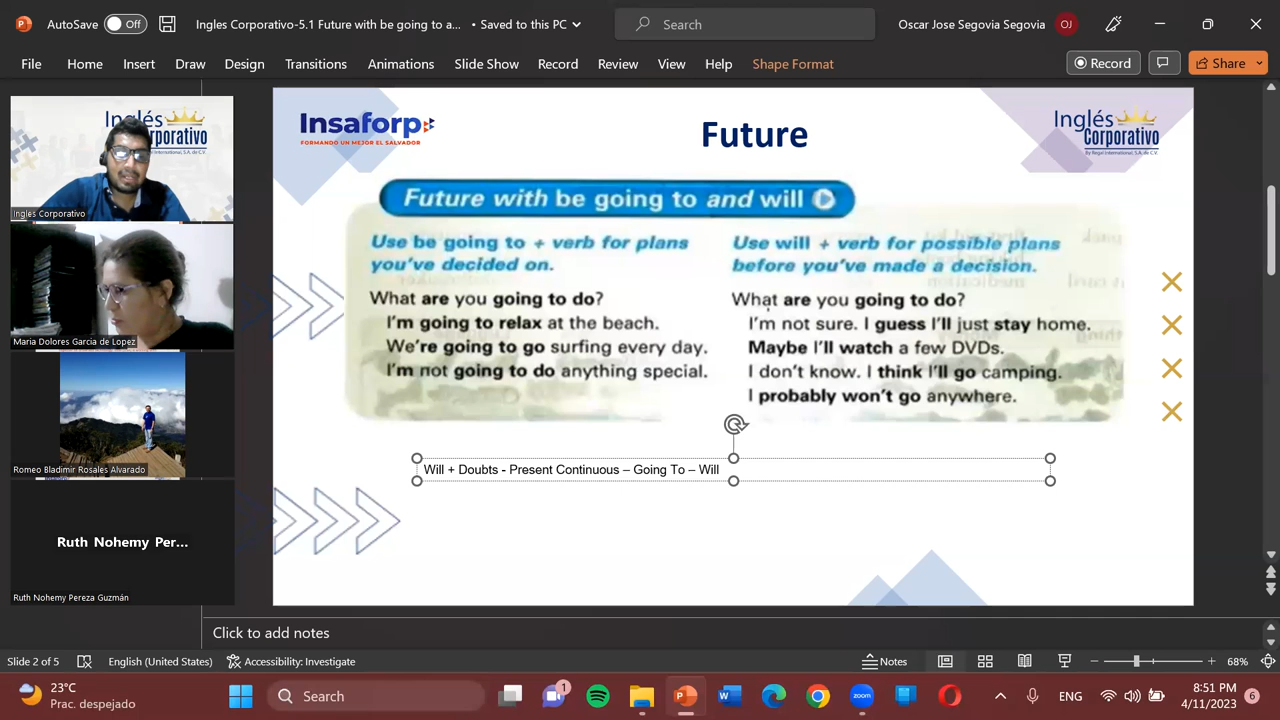 AutoSave
Off
Ingles Corporativo-5.1 Future with be going to a... • Saved to this PC
Search
Oscar Jose Segovia Segovia
OJ
File
Home
Insert
Draw
Design
Transitions
Animations
Slide Show
Record
Review
View
Help
Shape Format
Record
Share
Inglés
Corporativo
Ingles Corporativo
Maria Dolores Garcia de Lopez
Romeo Bladimir Rosales Alvarado
Ruth Nohemy Per...
Ruth Nohemy Pereza Guzmán
Insaforp
FORMANDO UN MEJOR EL SALVADOR
Future
Inglés
Corporativo
By Regal International, S.A. de C.V.
Future with be going to and will
Use be going to + verb for plans
you've decided on.
What are you going to do?
I'm going to relax at the beach.
We're going to go surfing every day.
I'm not going to do anything special.
Use will + verb for possible plans
before you've made a decision.
What are you going to do?
I'm not sure. I guess I'll just stay home.
Maybe I'll watch a few DVDs.
I don't know. I think I'll go camping.
I probably won't go anywhere.
Will + Doubts - Present Continuous – Going To – Will
Click to add notes
Slide 2 of 5
English (United States)
Accessibility: Investigate
Notes
68%
23°C
Prac. despejado
Search
1
zoom
ENG
8:51 PM
4/11/2023
6